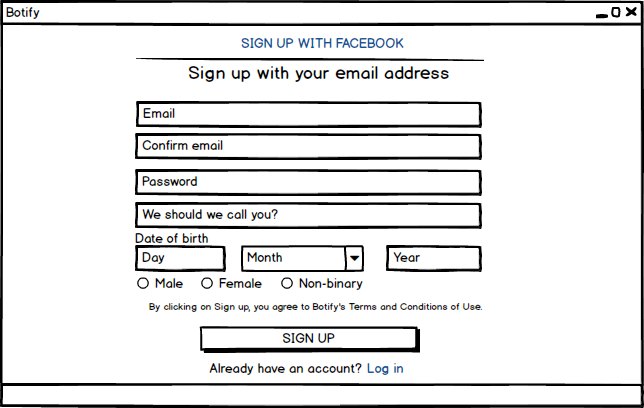 Botify
SIGN UP WITH FACEBOOK
Sign up with your email address
Email
Confirm email
Password
We should we call you?
Date of birth
Day Month Year
Male Female Non-binary
By clicking on Sign up, you agree to Botify's Terms and Conditions of Use.
SIGN UP
Already have an account? Log in